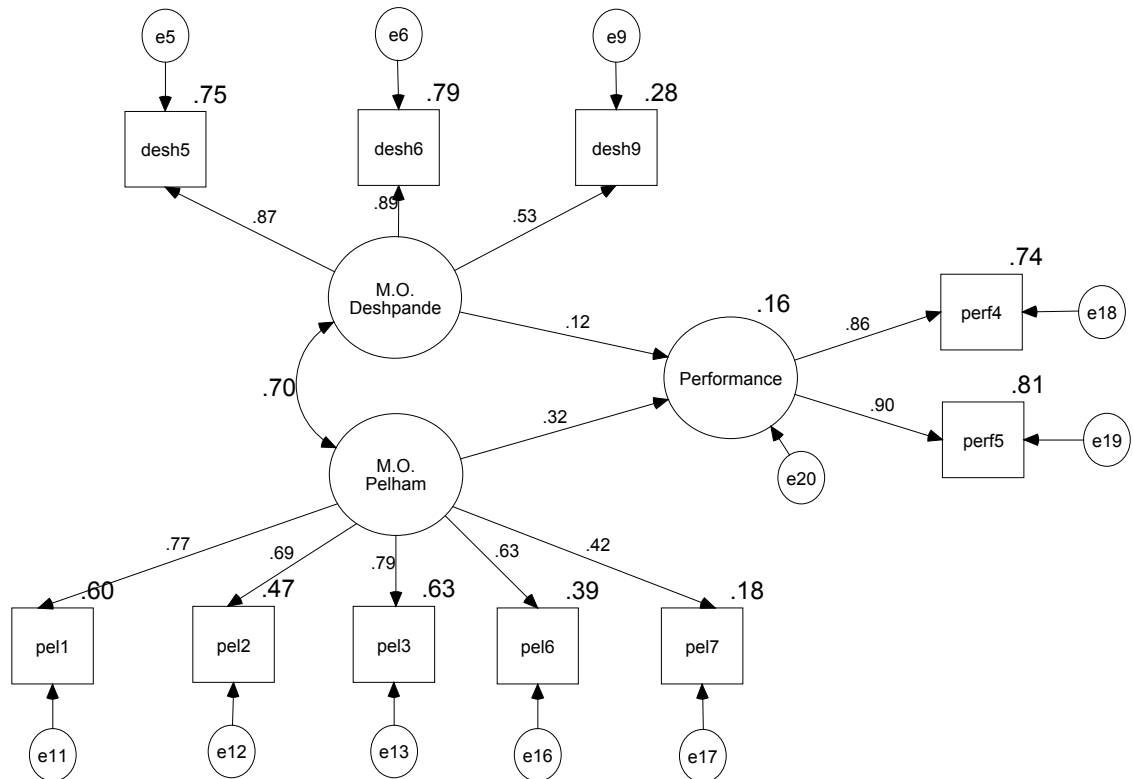 e5
e6
e9
.75
.79
.28
desh5
desh6
desh9
.87
.89
.53
M.O.
Deshpande
.12
.16
.74
.86
perf4
e18
.70
Performance
.81
.90
perf5
e19
.32
M.O.
Pelham
e20
.77
.69
.79
.63
.42
.60
.47
.63
.39
.18
pel1
pel2
pel3
pel6
pel7
e11
e12
e13
e16
e17